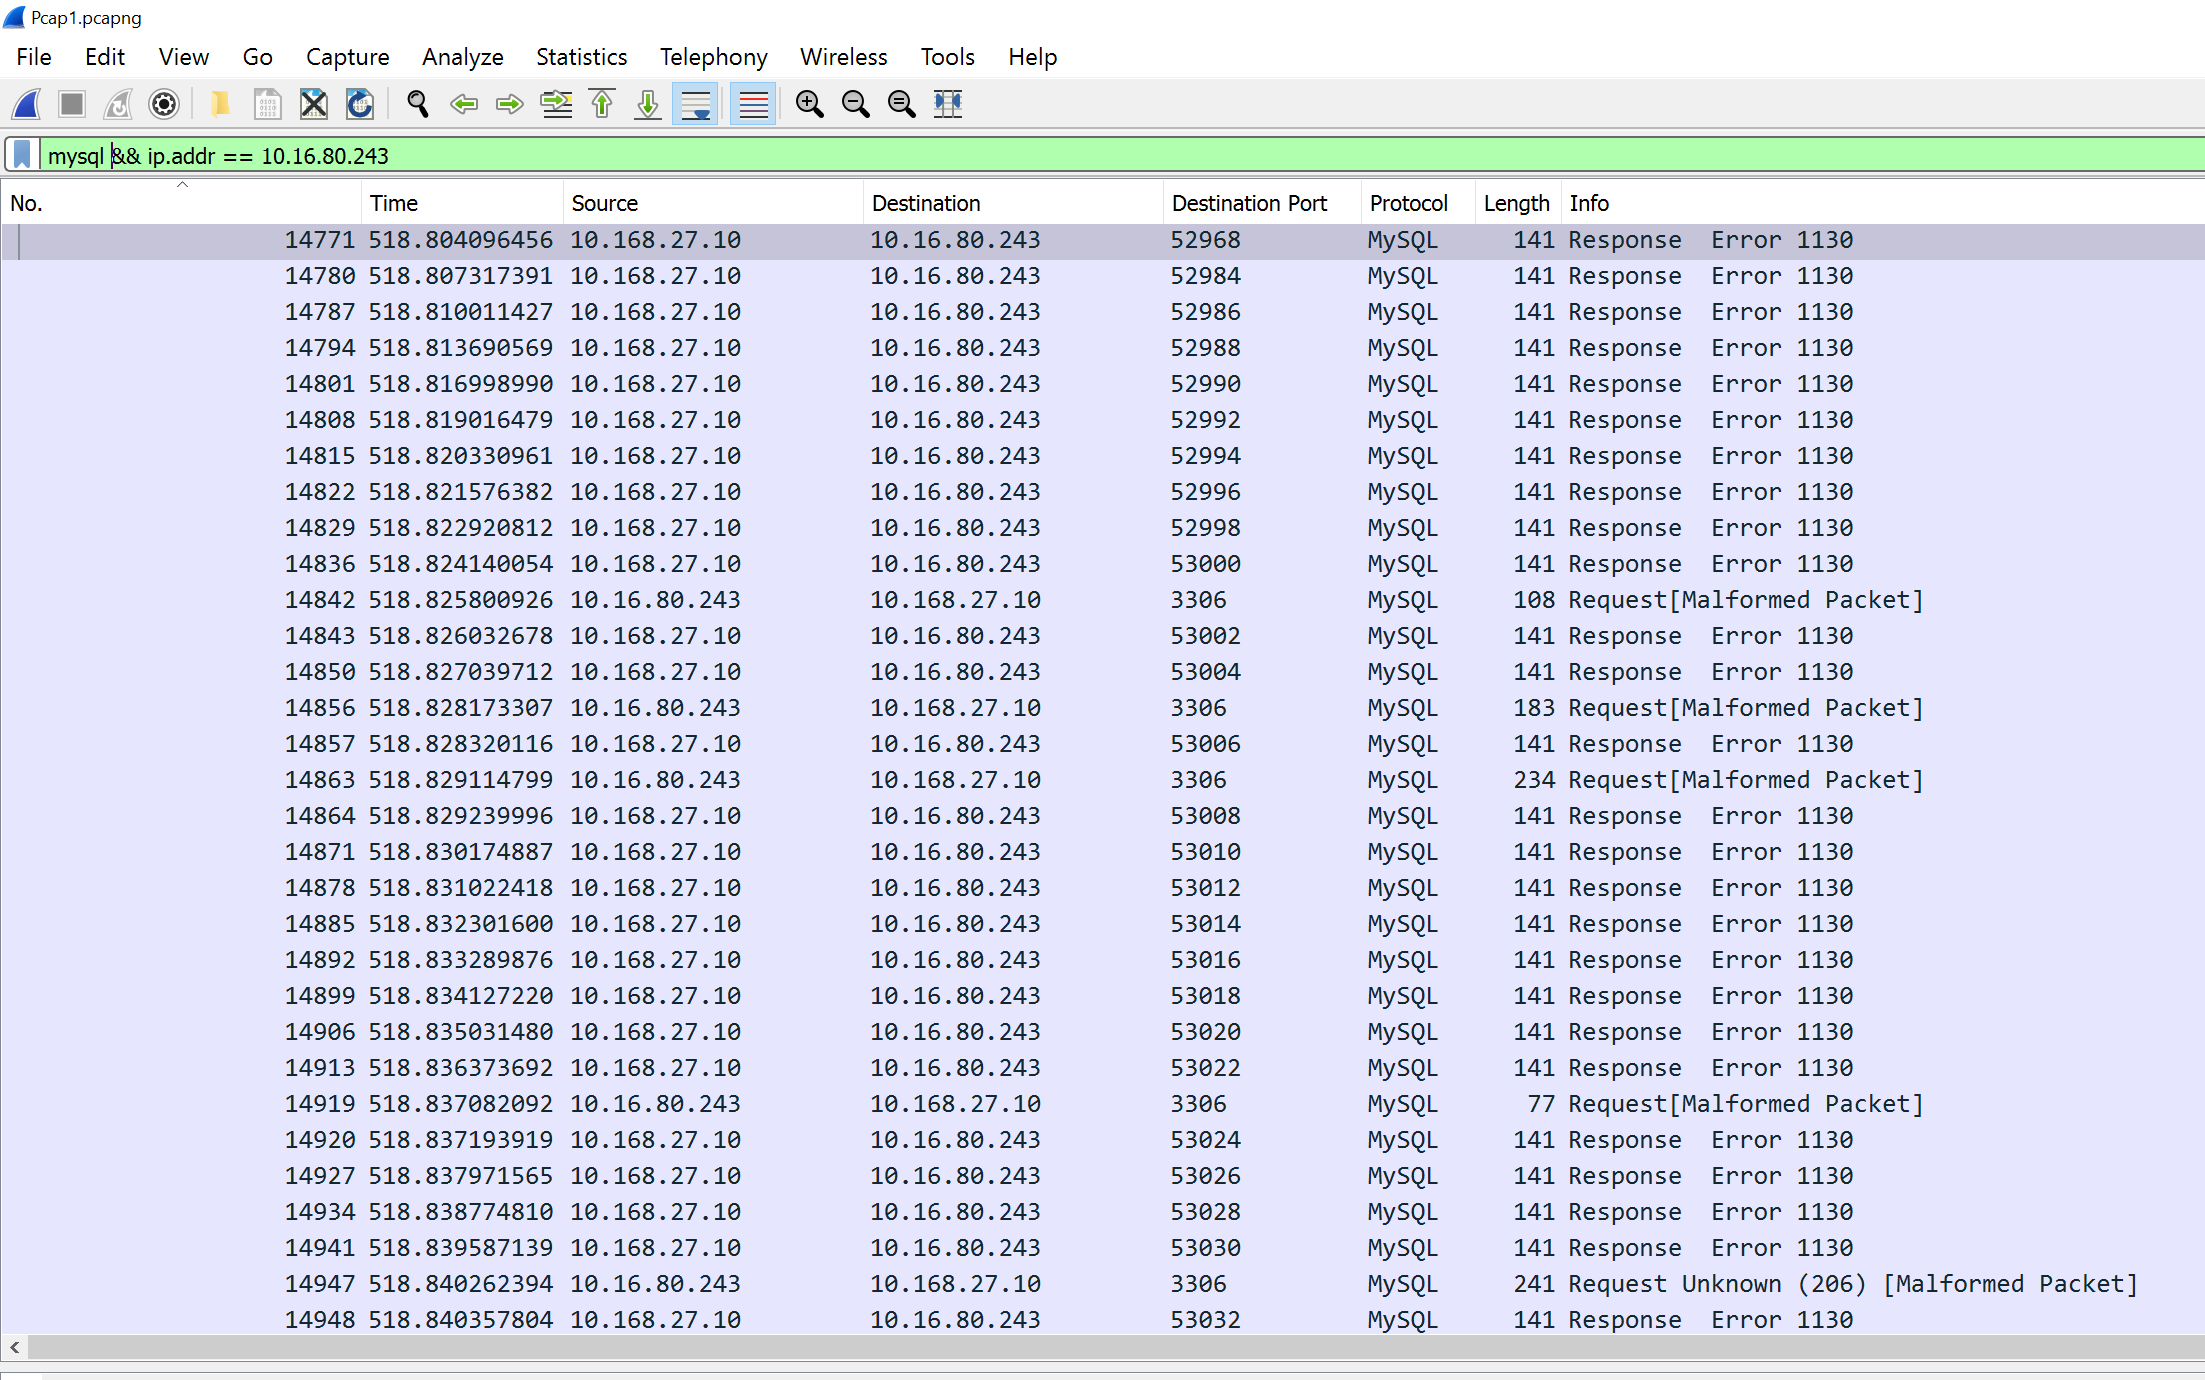 Pcap1.pcapng
File Edit View Go Capture Analyze Statistics Telephony Wireless Tools Help
mysql && ip.addr == 10.16.80.243
No. Time Source Destination Destination Port Protocol Length Info
14771 518.804096456 10.168.27.10 10.16.80.243 52968 MySQL 141 Response Error 1130
14780 518.807317391 10.168.27.10 10.16.80.243 52984 MySQL 141 Response Error 1130
14787 518.810011427 10.168.27.10 10.16.80.243 52986 MySQL 141 Response Error 1130
14794 518.813690569 10.168.27.10 10.16.80.243 52988 MySQL 141 Response Error 1130
14801 518.816998990 10.168.27.10 10.16.80.243 52990 MySQL 141 Response Error 1130
14808 518.819016479 10.168.27.10 10.16.80.243 52992 MySQL 141 Response Error 1130
14815 518.820330961 10.168.27.10 10.16.80.243 52994 MySQL 141 Response Error 1130
14822 518.821576382 10.168.27.10 10.16.80.243 52996 MySQL 141 Response Error 1130
14829 518.822920812 10.168.27.10 10.16.80.243 52998 MySQL 141 Response Error 1130
14836 518.824140054 10.168.27.10 10.16.80.243 53000 MySQL 141 Response Error 1130
14842 518.825800926 10.16.80.243 10.168.27.10 3306 MySQL 108 Request[Malformed Packet]
14843 518.826032678 10.168.27.10 10.16.80.243 53002 MySQL 141 Response Error 1130
14850 518.827039712 10.168.27.10 10.16.80.243 53004 MySQL 141 Response Error 1130
14856 518.828173307 10.16.80.243 10.168.27.10 3306 MySQL 183 Request[Malformed Packet]
14857 518.828320116 10.168.27.10 10.16.80.243 53006 MySQL 141 Response Error 1130
14863 518.829114799 10.16.80.243 10.168.27.10 3306 MySQL 234 Request[Malformed Packet]
14864 518.829239996 10.168.27.10 10.16.80.243 53008 MySQL 141 Response Error 1130
14871 518.830174887 10.168.27.10 10.16.80.243 53010 MySQL 141 Response Error 1130
14878 518.831022418 10.168.27.10 10.16.80.243 53012 MySQL 141 Response Error 1130
14885 518.832301600 10.168.27.10 10.16.80.243 53014 MySQL 141 Response Error 1130
14892 518.833289876 10.168.27.10 10.16.80.243 53016 MySQL 141 Response Error 1130
14899 518.834127220 10.168.27.10 10.16.80.243 53018 MySQL 141 Response Error 1130
14906 518.835031480 10.168.27.10 10.16.80.243 53020 MySQL 141 Response Error 1130
14913 518.836373692 10.168.27.10 10.16.80.243 53022 MySQL 141 Response Error 1130
14919 518.837082092 10.16.80.243 10.168.27.10 3306 MySQL 77 Request[Malformed Packet]
14920 518.837193919 10.168.27.10 10.16.80.243 53024 MySQL 141 Response Error 1130
14927 518.837971565 10.168.27.10 10.16.80.243 53026 MySQL 141 Response Error 1130
14934 518.838774810 10.168.27.10 10.16.80.243 53028 MySQL 141 Response Error 1130
14941 518.839587139 10.168.27.10 10.16.80.243 53030 MySQL 141 Response Error 1130
14947 518.840262394 10.16.80.243 10.168.27.10 3306 MySQL 241 Request Unknown (206) [Malformed Packet]
14948 518.840357804 10.168.27.10 10.16.80.243 53032 MySQL 141 Response Error 1130